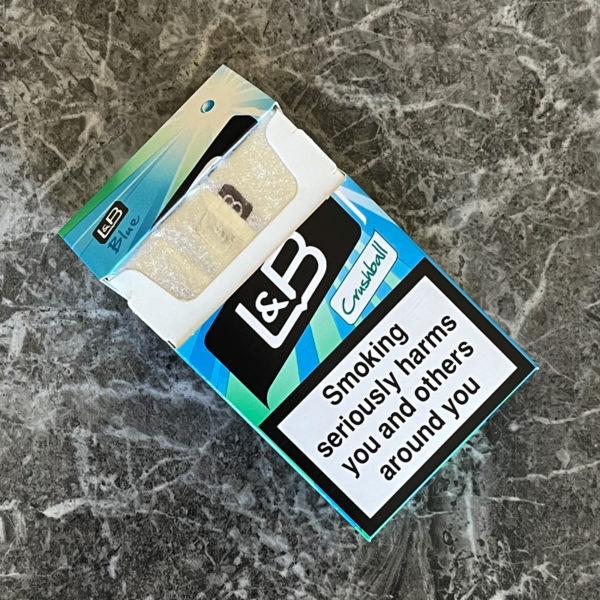 L&B
Blue
L&B
L&B
Crushball
Smoking
seriously harms
you and others
around you